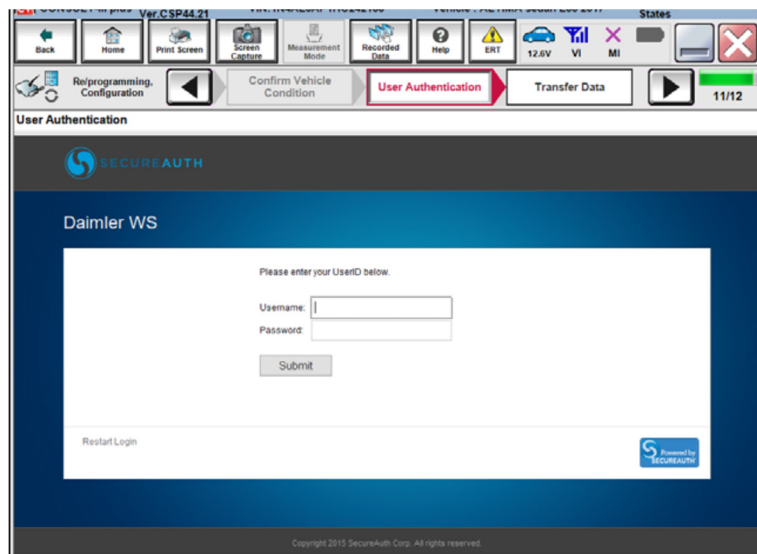 CONSULT-III plus Ver.CSP44.21
States
Back
Home
Print Screen
Screen Capture
Measurement Mode
Recorded Data
Help
ERT
12.6V
VI
MI
Re/programming,
Configuration
Confirm Vehicle
Condition
User Authentication
Transfer Data
11/12
User Authentication
SECUREAUTH
Daimler WS
Please enter your UserID below.
Username:
Password:
Submit
Restart Login
Powered by
SECUREAUTH
Copyright 2015 SecureAuth Corp. All rights reserved.